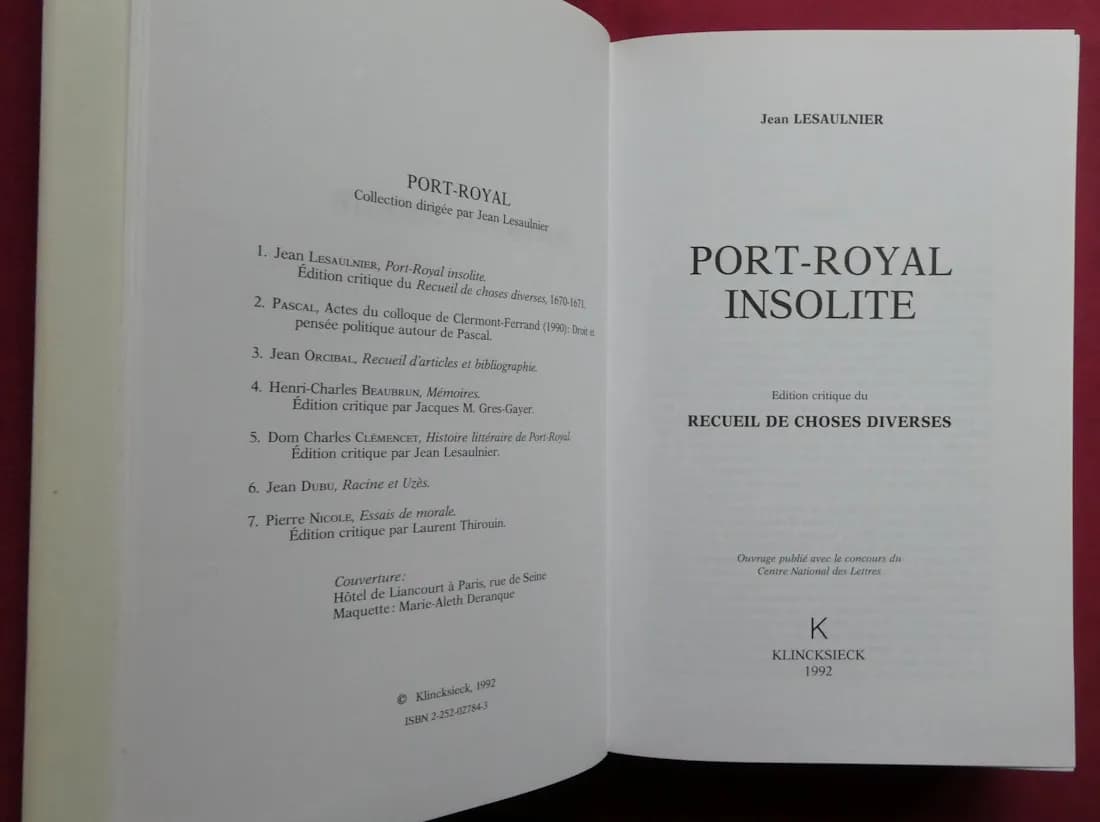 PORT-ROYAL
Collection dirigée par Jean Lesaulnier
1. Jean LESAULNIER, Port-Royal insolite.
Édition critique du Recueil de choses diverses, 1670-1671.
2. PASCAL, Actes du colloque de Clermont-Ferrand (1990): Droit et
pensée politique autour de Pascal.
3. Jean ORCIBAL, Recueil d'articles et bibliographie.
4. Henri-Charles BEAUBRUN, Mémoires.
Édition critique par Jacques M. Gres-Gayer.
5. Dom Charles CLÉMENCET, Histoire littéraire de Port-Royal.
Édition critique par Jean Lesaulnier.
6. Jean DUBU, Racine et Uzès.
7. Pierre NICOLE, Essais de morale.
Édition critique par Laurent Thirouin.
Couverture:
Hôtel de Liancourt à Paris, rue de Seine
Maquette: Marie-Aleth Deranque
© Klincksieck, 1992
ISBN 2-252-02784-3
Jean LESAULNIER
PORT-ROYAL
INSOLITE
Edition critique du
RECUEIL DE CHOSES DIVERSES
Ouvrage publié avec le concours du
Centre National des Lettres
K
KLINCKSIECK
1992